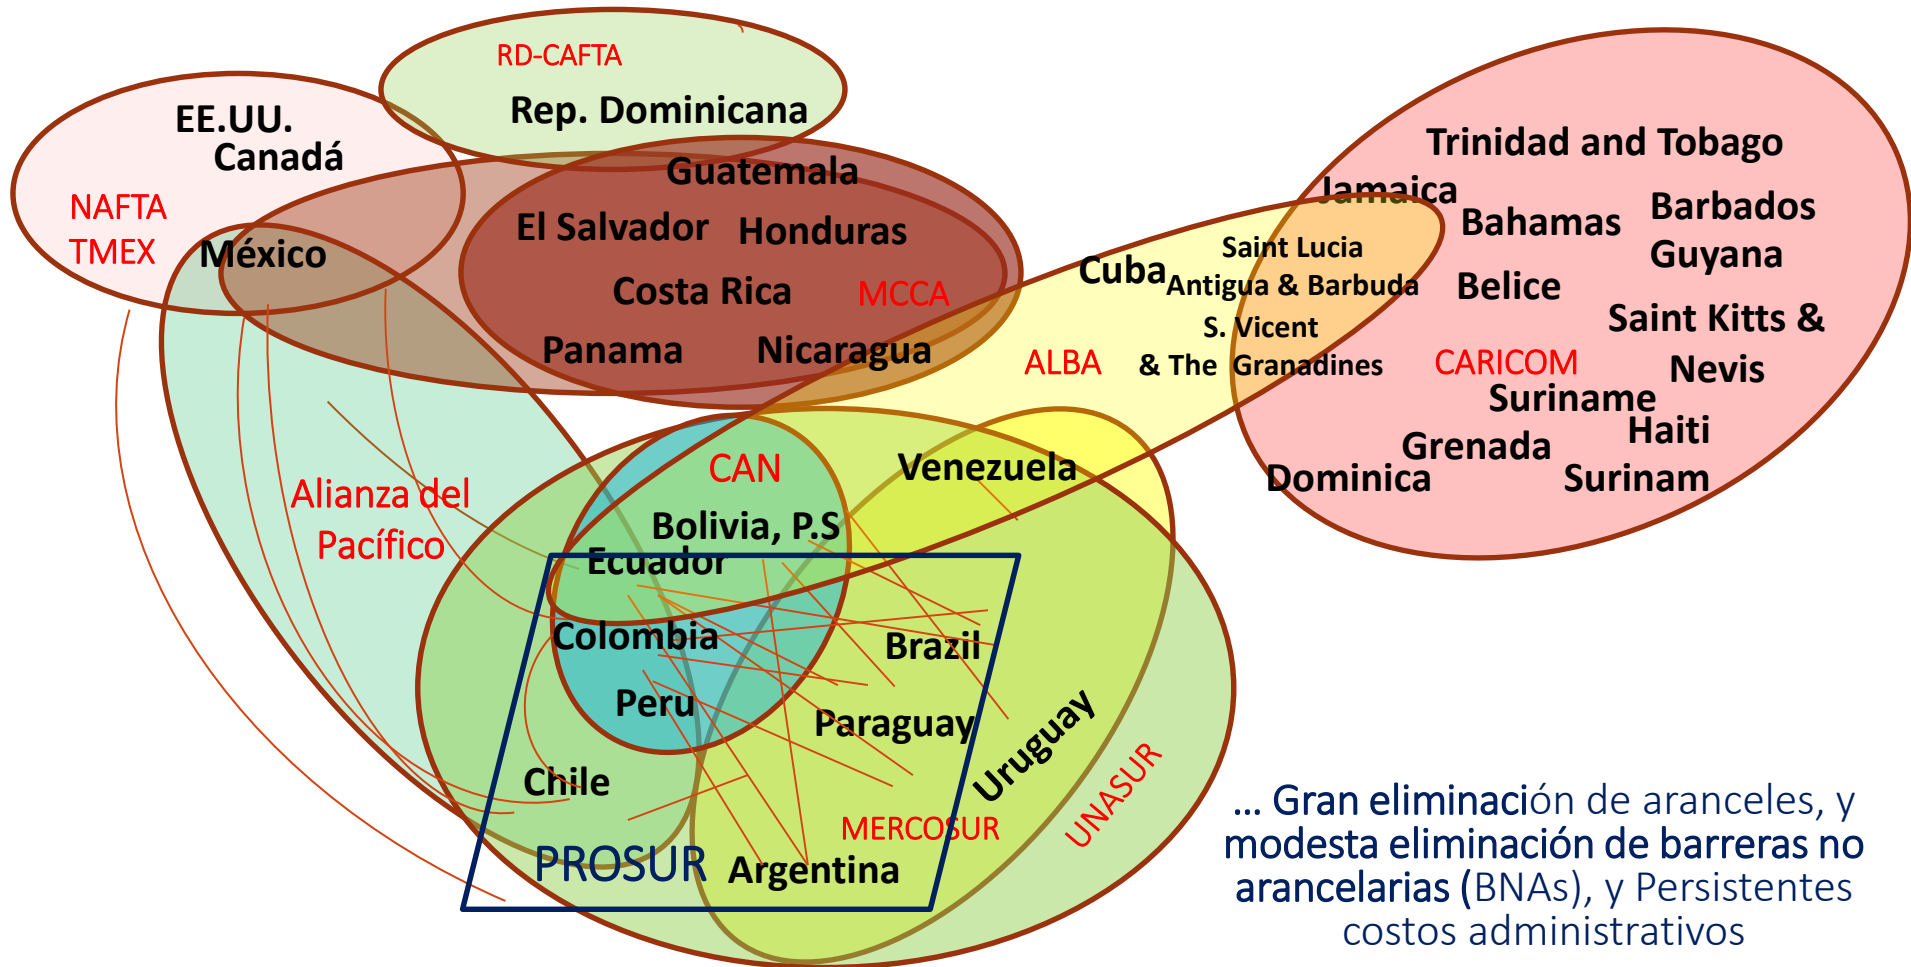 RD-CAFTA
Rep. Dominicana
EE.UU.
Canadá
NAFTA
TMEX
México
Guatemala
El Salvador
Honduras
Costa Rica
MCCA
Panama
Nicaragua
Trinidad and Tobago
Jamaica
Bahamas
Barbados
Guyana
Saint Lucia
Cuba
Antigua & Barbuda
Belice
S. Vicent
& The Granadines
ALBA
CARICOM
Saint Kitts &
Nevis
Suriname
Haiti
Grenada
Dominica
Surinam
Alianza del
Pacífico
CAN
Venezuela
Bolivia, P.S
Ecuador
Colombia
Brazil
Peru
Paraguay
Uruguay
Chile
MERCOSUR
UNASUR
PROSUR
Argentina
... Gran eliminación de aranceles, y
modesta eliminación de barreras no
arancelarias (BNAs), y Persistentes
costos administrativos